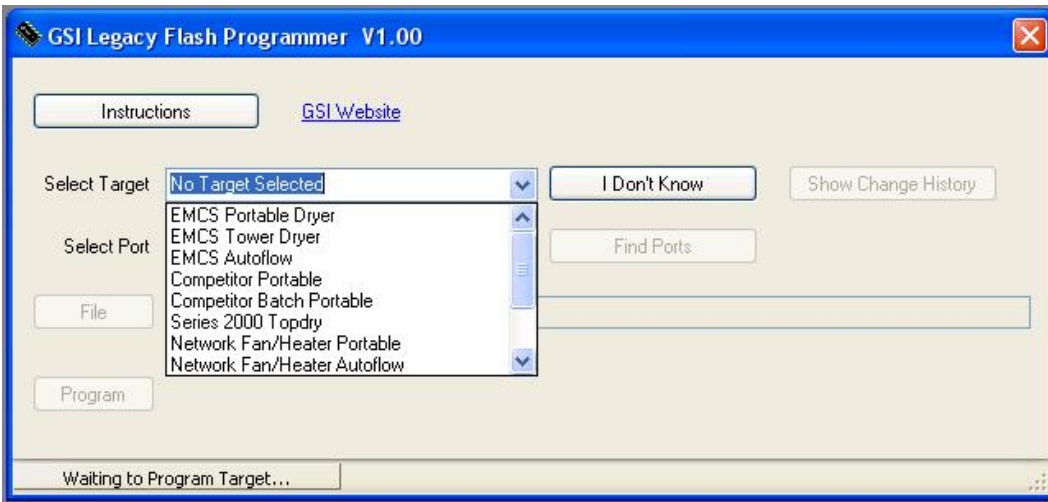 GSI Legacy Flash Programmer V1.00
Instructions
GSI Website
Select Target
No Target Selected
I Don't Know
Show Change History
EMCS Portable Dryer
EMCS Tower Dryer
EMCS Autoflow
Competitor Portable
Competitor Batch Portable
Series 2000 Topdry
Network Fan/Heater Portable
Network Fan/Heater Autoflow
Select Port
Find Ports
File
Program
Waiting to Program Target...